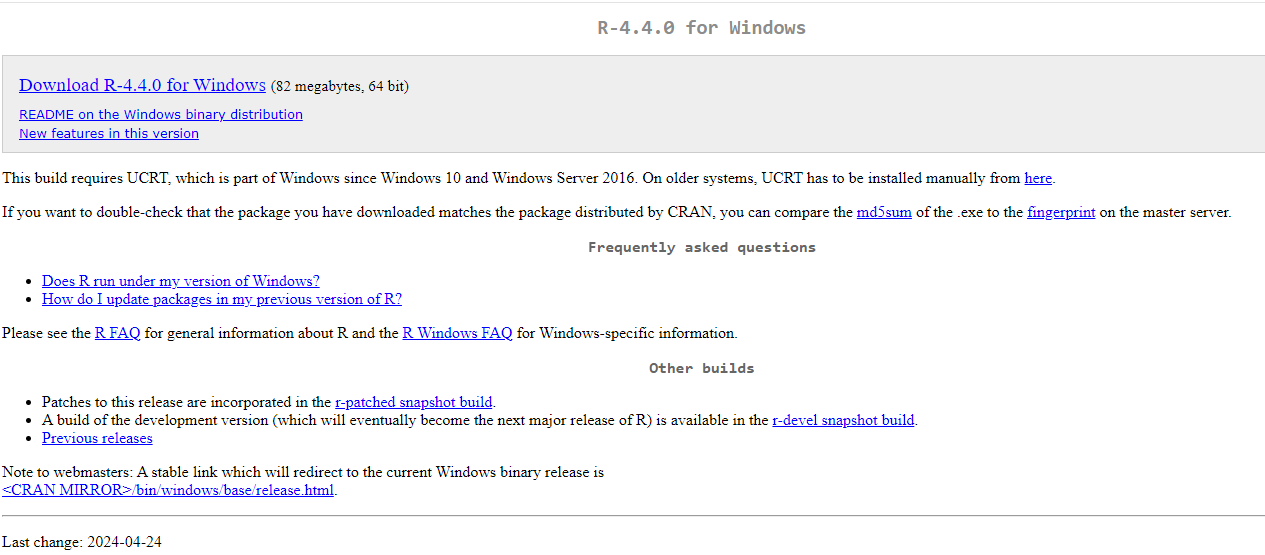 R-4.4.0 for Windows
Download R-4.4.0 for Windows (82 megabytes, 64 bit)
README on the Windows binary distribution
New features in this version
This build requires UCRT, which is part of Windows since Windows 10 and Windows Server 2016. On older systems, UCRT has to be installed manually from here.
If you want to double-check that the package you have downloaded matches the package distributed by CRAN, you can compare the md5sum of the .exe to the fingerprint on the master server.
Frequently asked questions
• Does R run under my version of Windows?
• How do I update packages in my previous version of R?
Please see the R FAQ for general information about R and the R Windows FAQ for Windows-specific information.
Other builds
• Patches to this release are incorporated in the r-patched snapshot build.
• A build of the development version (which will eventually become the next major release of R) is available in the r-devel snapshot build.
• Previous releases
Note to webmasters: A stable link which will redirect to the current Windows binary release is
<CRAN MIRROR>/bin/windows/base/release.html.
Last change: 2024-04-24